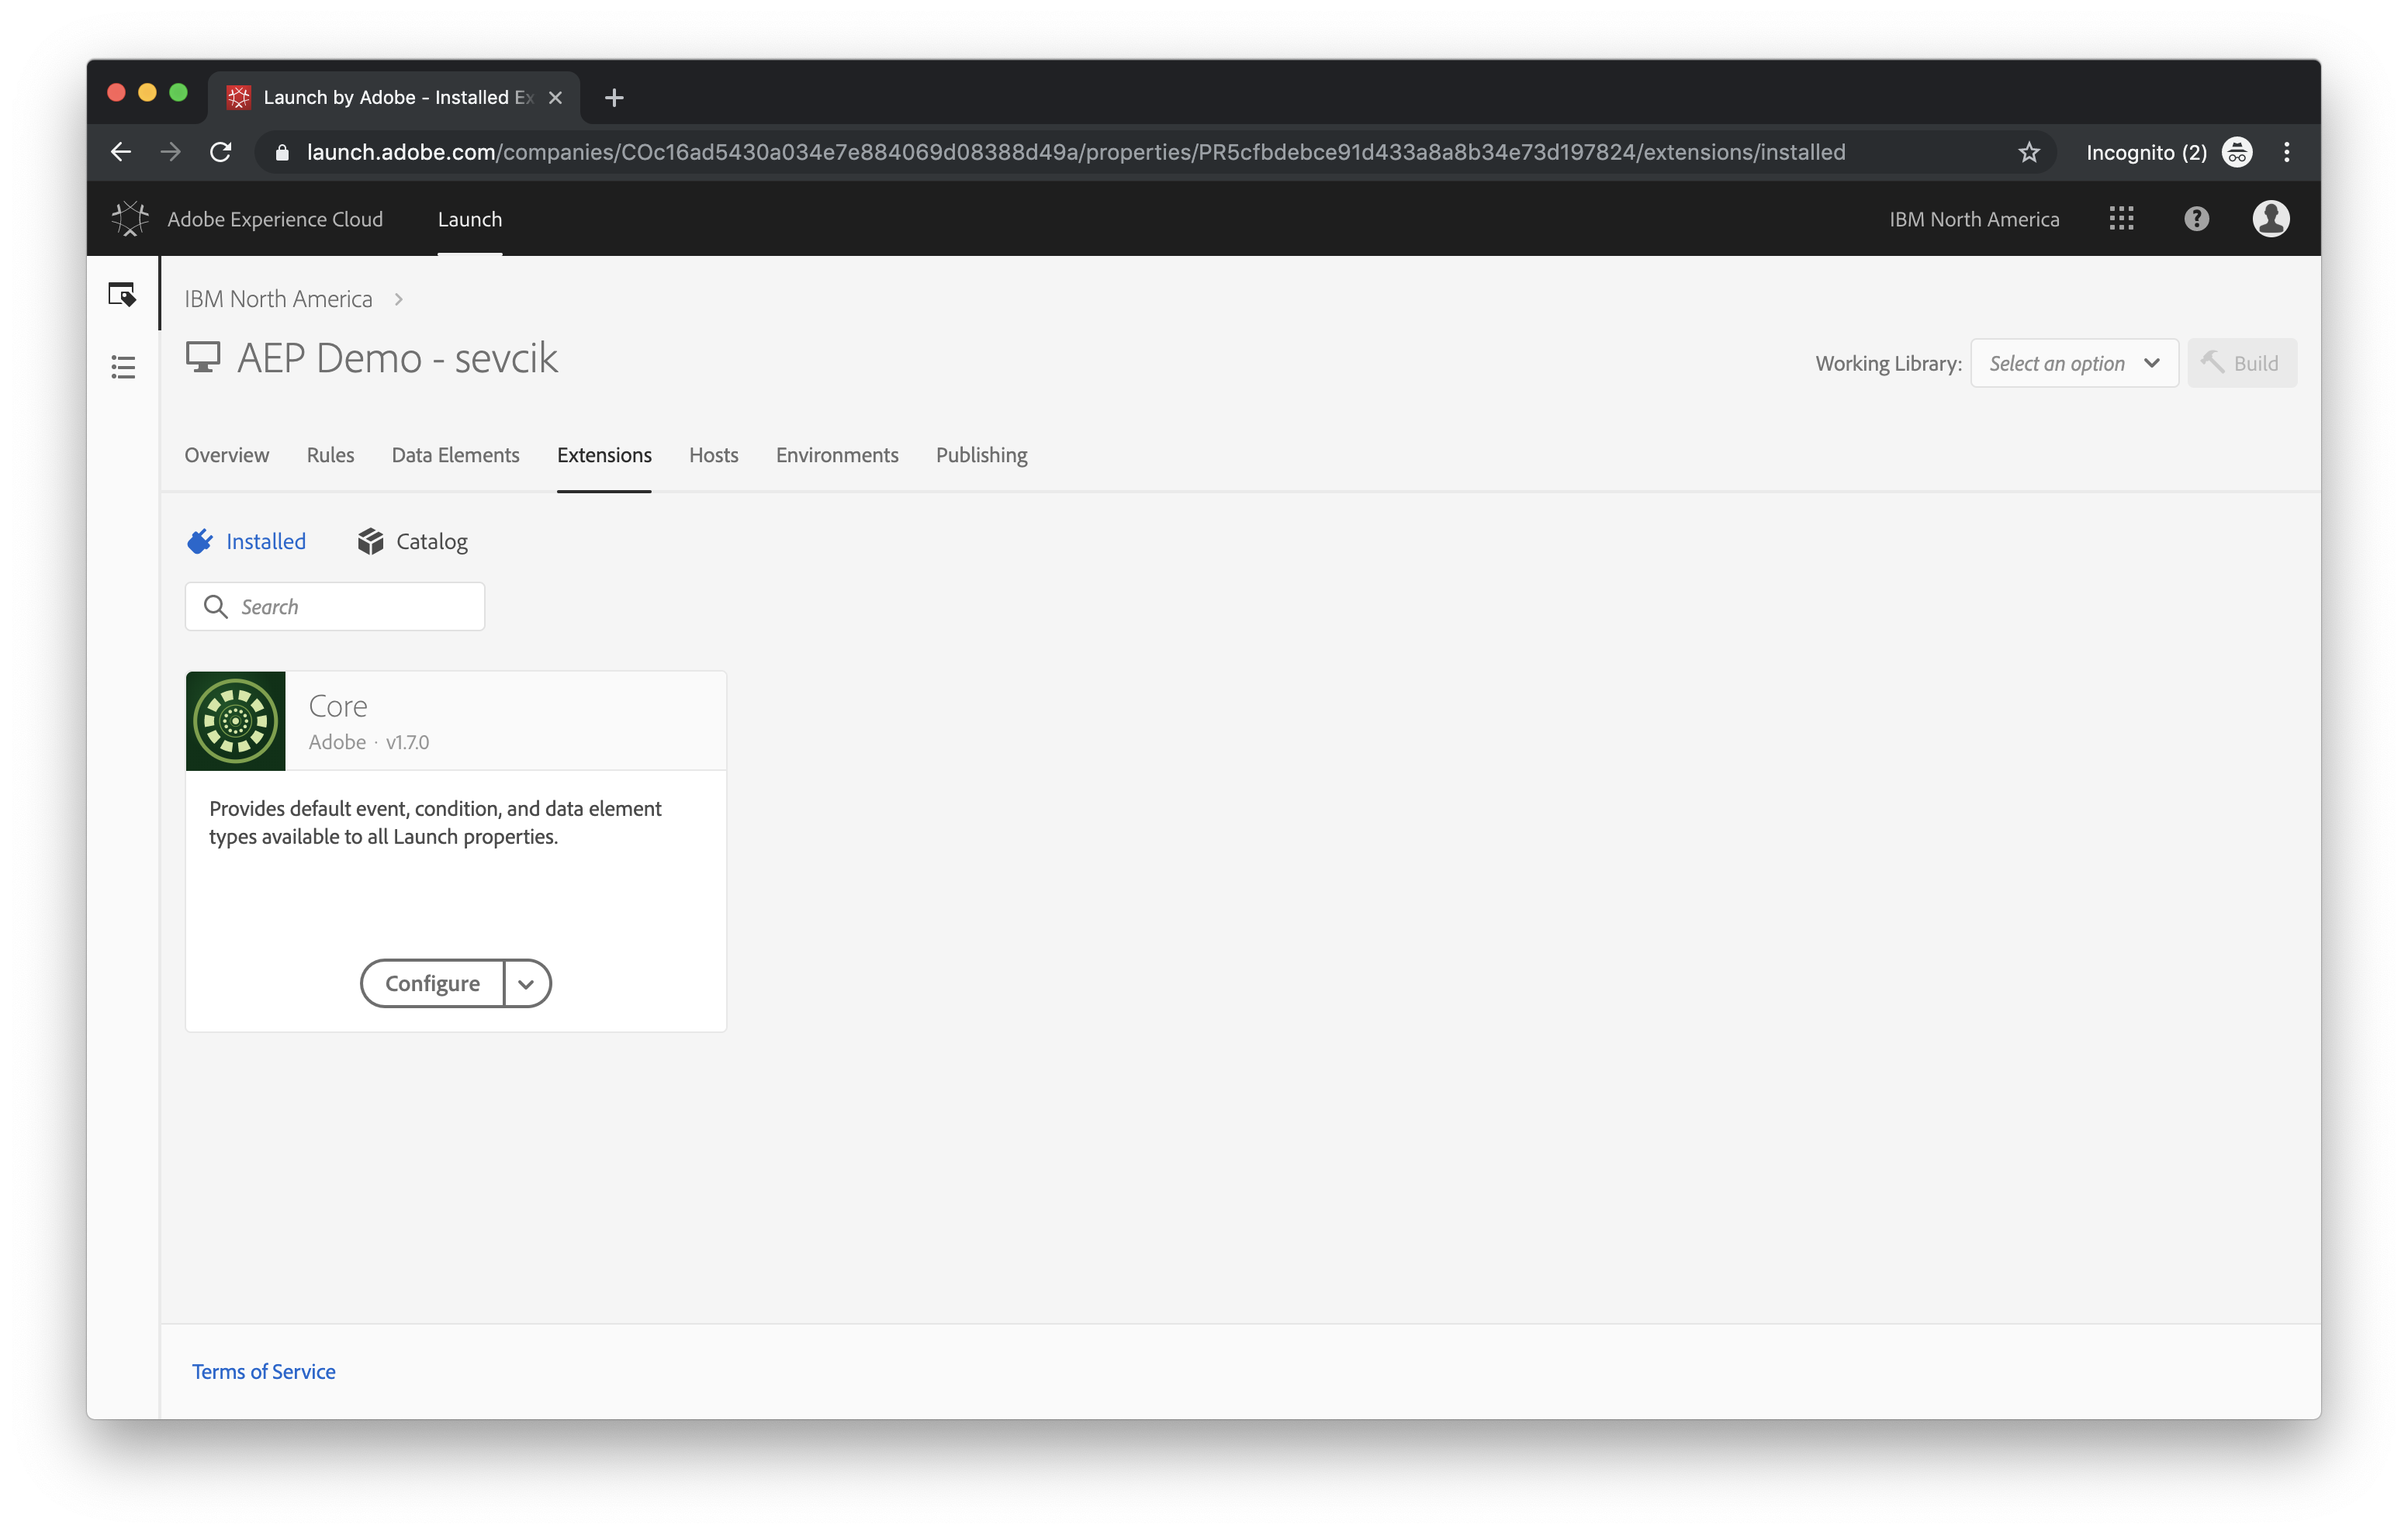 Launch by Adobe - Installed Ex
launch.adobe.com/companies/COc16ad5430a034e7e884069d08388d49a/properties/PR5cfbdebce91d433a8a8b34e73d197824/extensions/installed
Incognito (2)
Adobe Experience Cloud
Launch
IBM North America
IBM North America
AEP Demo - sevcik
Working Library:
Select an option
Build
Overview
Rules
Data Elements
Extensions
Hosts
Environments
Publishing
Installed
Catalog
Search
Core
Adobe · v1.7.0
Provides default event, condition, and data element
types available to all Launch properties.
Configure
Terms of Service